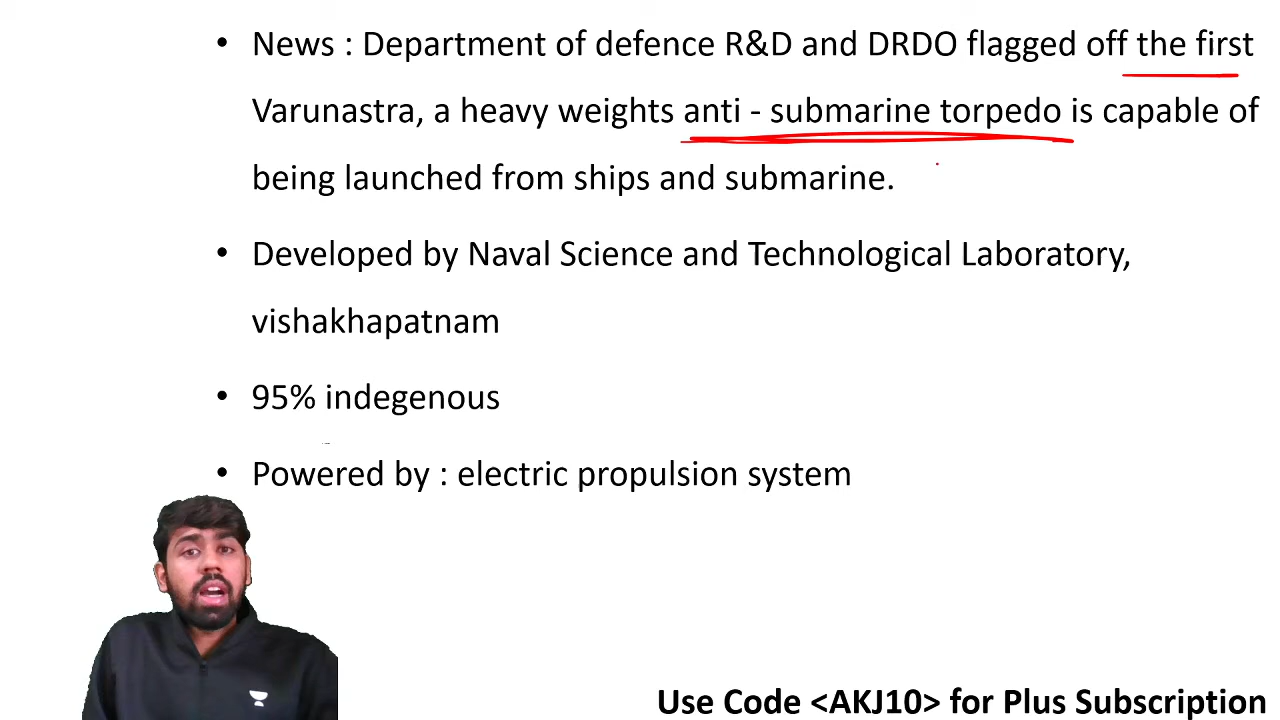 • News : Department of defence R&D and DRDO flagged off the first
Varunastra, a heavy weights anti - submarine torpedo is capable of
being launched from ships and submarine.
• Developed by Naval Science and Technological Laboratory,
vishakhapatnam
• 95% indegenous
• Powered by : electric propulsion system
Use Code <AKJ10> for Plus Subscription